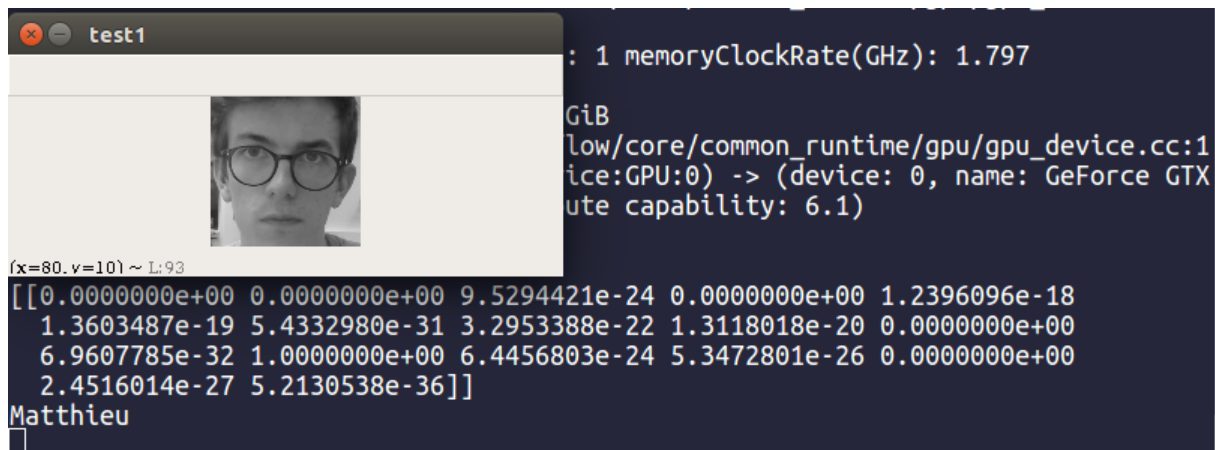 test1
: 1 memoryClockRate(GHz): 1.797
GiB
low/core/common_runtime/gpu/gpu_device.cc:1
ice:GPU:0) -> (device: 0, name: GeForce GTX
ute capability: 6.1)
(x=80, y=10) ~ L:93
[[0.0000000e+00 0.0000000e+00 9.5294421e-24 0.0000000e+00 1.2396096e-18
1.3603487e-19 5.4332980e-31 3.2953388e-22 1.3118018e-20 0.0000000e+00
6.9607785e-32 1.0000000e+00 6.4456803e-24 5.3472801e-26 0.0000000e+00
2.4516014e-27 5.2130538e-36]]
Matthieu